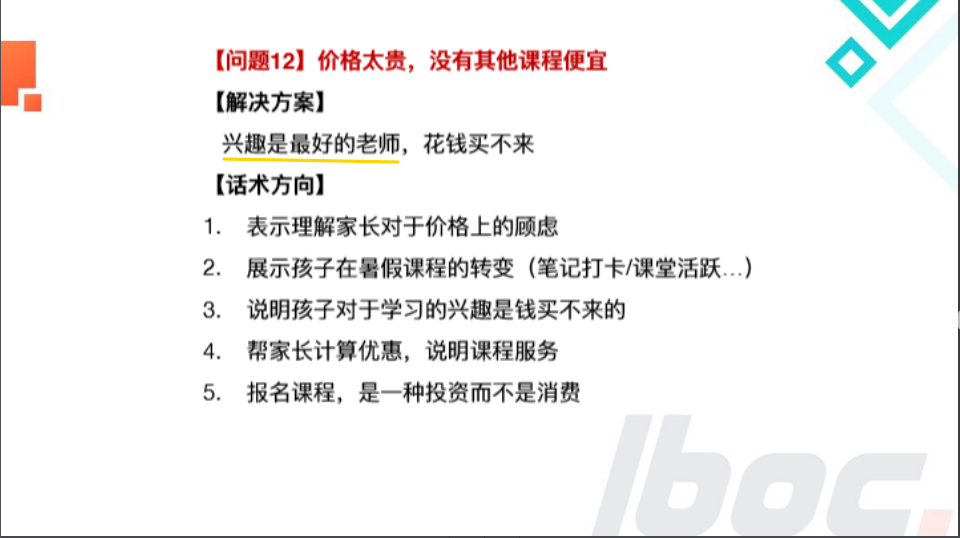 【问题12】价格太贵，没有其他课程便宜
【解决方案】
兴趣是最好的老师，花钱买不来
【话术方向】
1. 表示理解家长对于价格上的顾虑
2. 展示孩子在暑假课程的转变（笔记打卡/课堂活跃…）
3. 说明孩子对于学习的兴趣是钱买不来的
4. 帮家长计算优惠，说明课程服务
5. 报名课程，是一种投资而不是消费
lboc.